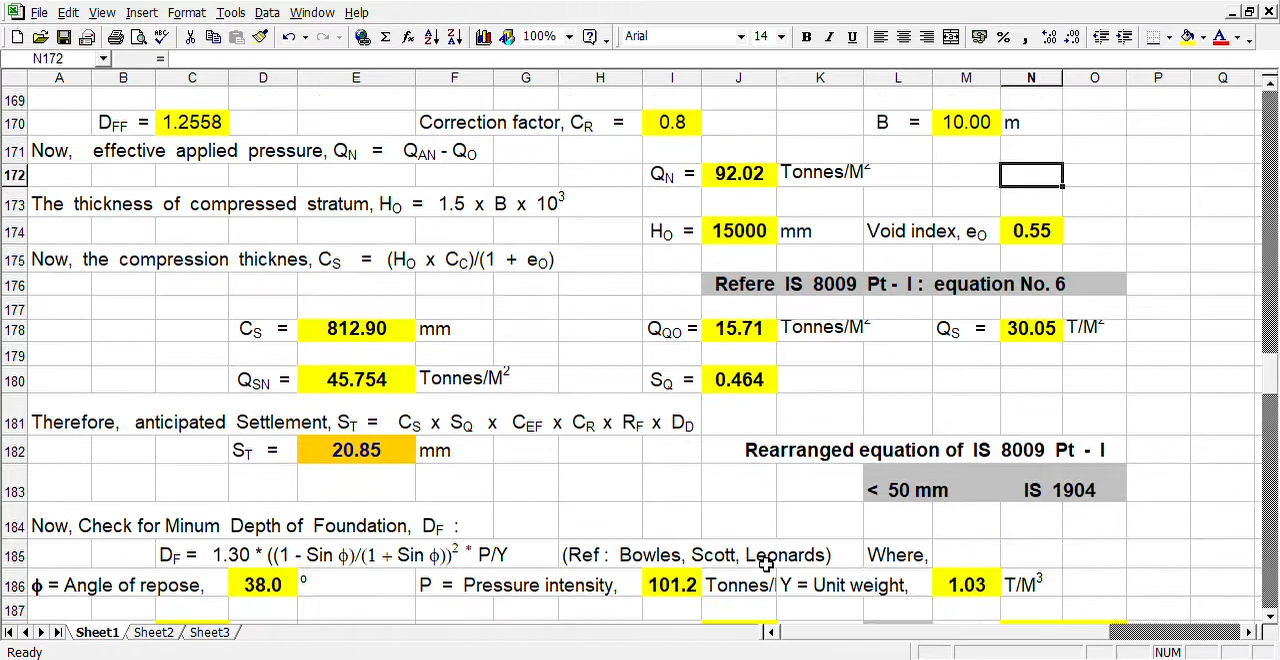 File Edit View Insert Format Tools Data Window Help
100% Arial 14 B I U
N172 =
A B C D E F G H I J K L M N O P Q
169
170 DFF = 1.2558 Correction factor, CR = 0.8 B = 10.00 m
171 Now, effective applied pressure, QN = QAN - QO
172 QN = 92.02 Tonnes/M2
173 The thickness of compressed stratum, HO = 1.5 x B x 10³
174 HO = 15000 mm Void index, eO 0.55
175 Now, the compression thicknes, CS = (HO x CC)/(1 + eO)
176 Refere IS 8009 Pt - I : equation No. 6
177
178 CS = 812.90 mm QQO = 15.71 Tonnes/M2 QS = 30.05 T/M2
179
180 QSN = 45.754 Tonnes/M² SQ = 0.464
181 Therefore, anticipated Settlement, ST = CS x SQ x CEF x CR x RF x DD
182 ST = 20.85 mm Rearranged equation of IS 8009 Pt - I
183 < 50 mm IS 1904
184 Now, Check for Minum Depth of Foundation, DF :
185 DF = 1.30 * ((1 - Sin ϕ)/(1 + Sin ϕ))² * P/Y (Ref : Bowles, Scott, Leonards) Where,
186 ϕ = Angle of repose, 38.0 º P = Pressure intensity, 101.2 Tonnes/ Y = Unit weight, 1.03 T/M³
187
Sheet1 Sheet2 Sheet3
Ready NUM